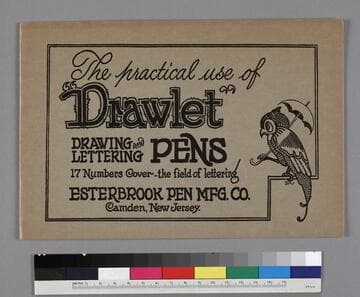 The practical use of
"Drawlet"
DRAWING and PENS
LETTERING
17 Numbers Cover the field of lettering
ESTERBROOK PEN MFG. CO.
Camden, New Jersey.